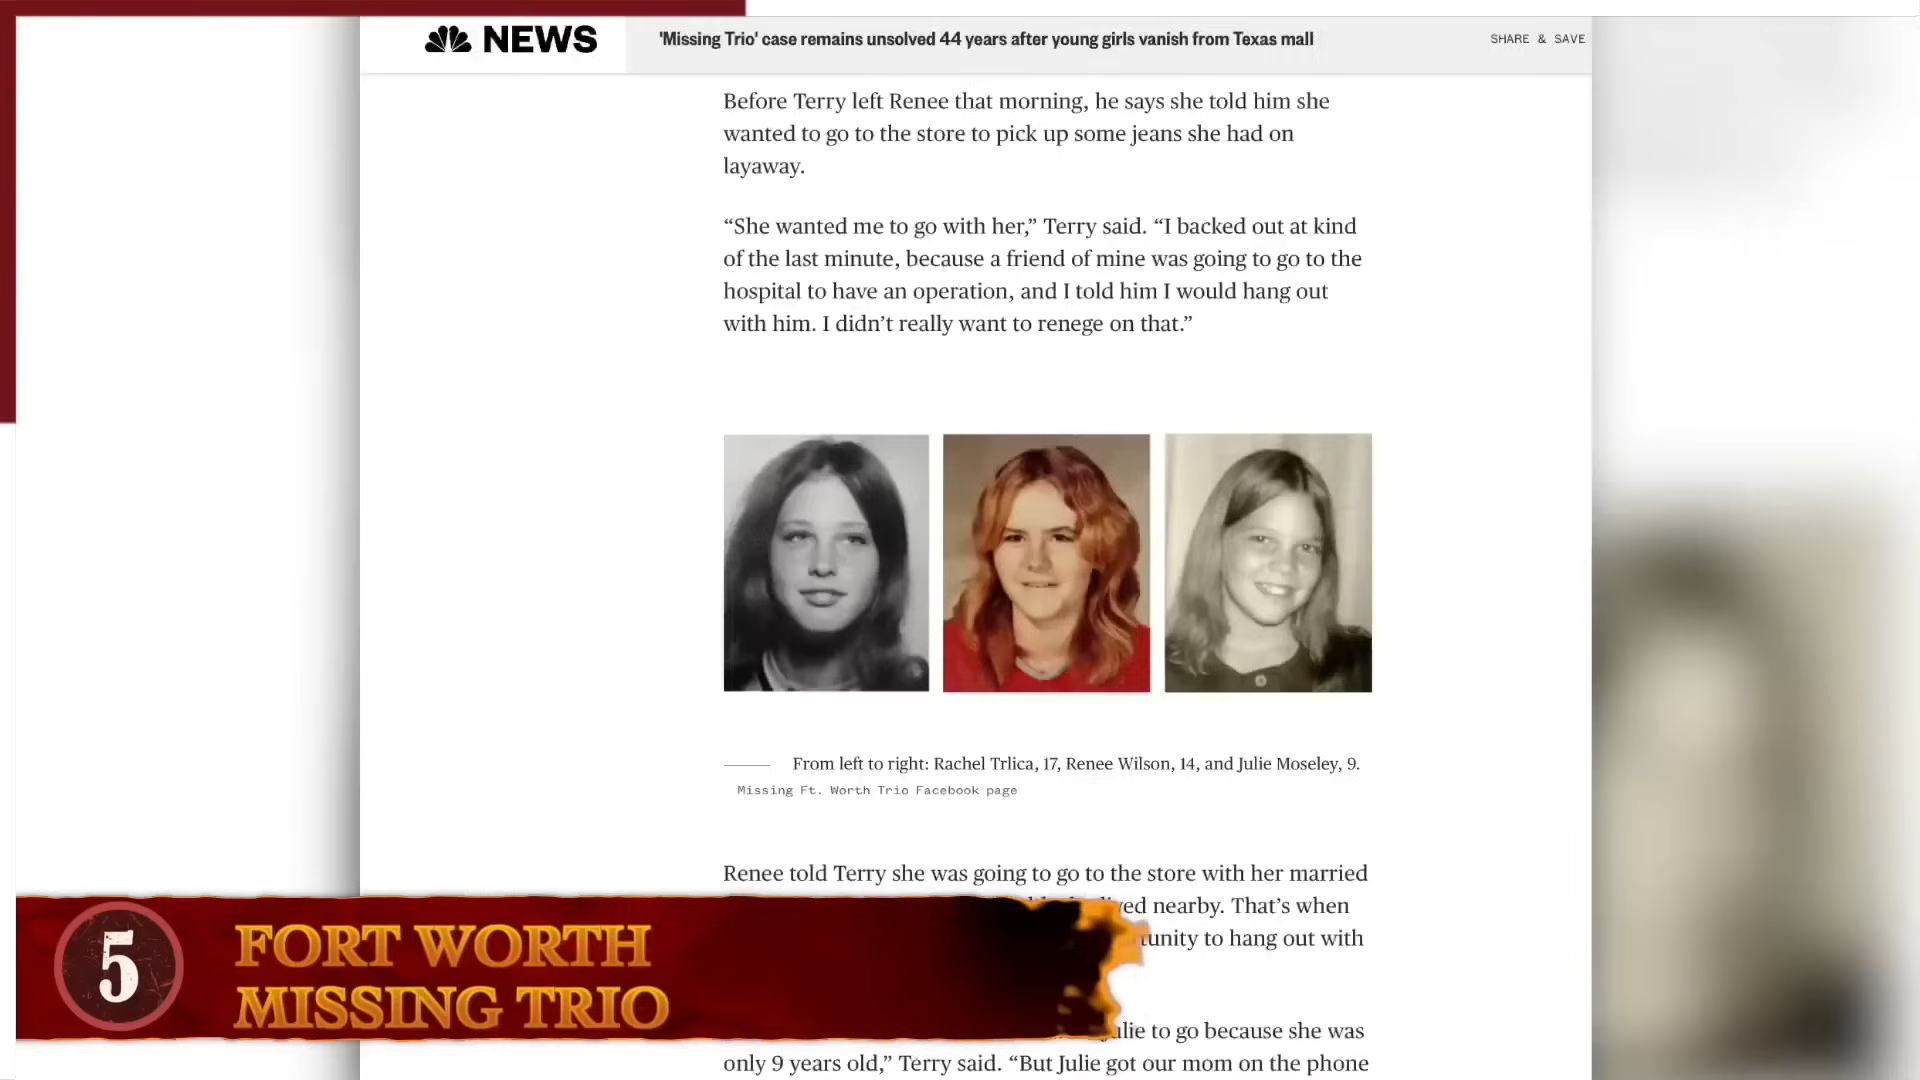 NEWS
'Missing Trio' case remains unsolved 44 years after young girls vanish from Texas mall
SHARE & SAVE
Before Terry left Renee that morning, he says she told him she
wanted to go to the store to pick up some jeans she had on
layaway.
“She wanted me to go with her,” Terry said. “I backed out at kind
of the last minute, because a friend of mine was going to go to the
hospital to have an operation, and I told him I would hang out
with him. I didn’t really want to renege on that.”
From left to right: Rachel Trlica, 17, Renee Wilson, 14, and Julie Moseley, 9.
Missing Ft. Worth Trio Facebook page
Renee told Terry she was going to go to the store with her married
nearby. That’s when
to hang out with
to go because she was
only 9 years old,” Terry said. “But Julie got our mom on the phone
5
FORT WORTH
MISSING TRIO